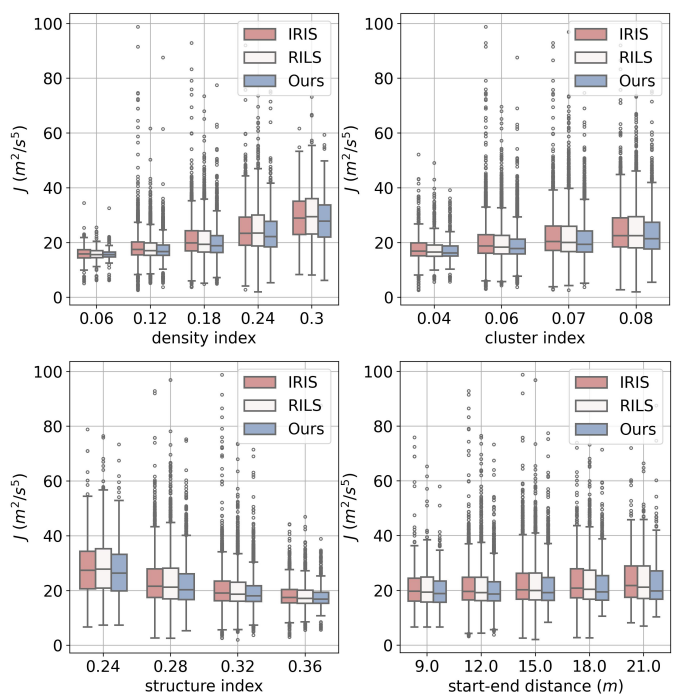 100
80
60
40
20
0
J (m²/s⁵)
IRIS
RILS
Ours
0.06 0.12 0.18 0.24 0.3
density index
100
80
60
40
20
0
J (m²/s⁵)
IRIS
RILS
Ours
0.04 0.06 0.07 0.08
cluster index
100
80
60
40
20
0
J (m²/s⁵)
IRIS
RILS
Ours
0.24 0.28 0.32 0.36
structure index
100
80
60
40
20
0
J (m²/s⁵)
IRIS
RILS
Ours
9.0 12.0 15.0 18.0 21.0
start-end distance (m)